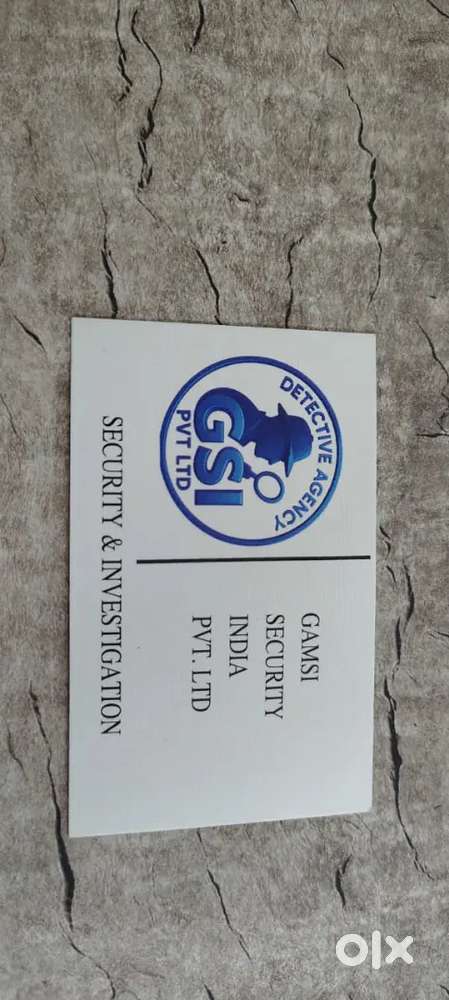 DETECTIVE AGENCY
GSI
PVT LTD
GAMSI
SECURITY
INDIA
PVT. LTD
SECURITY & INVESTIGATION
olx